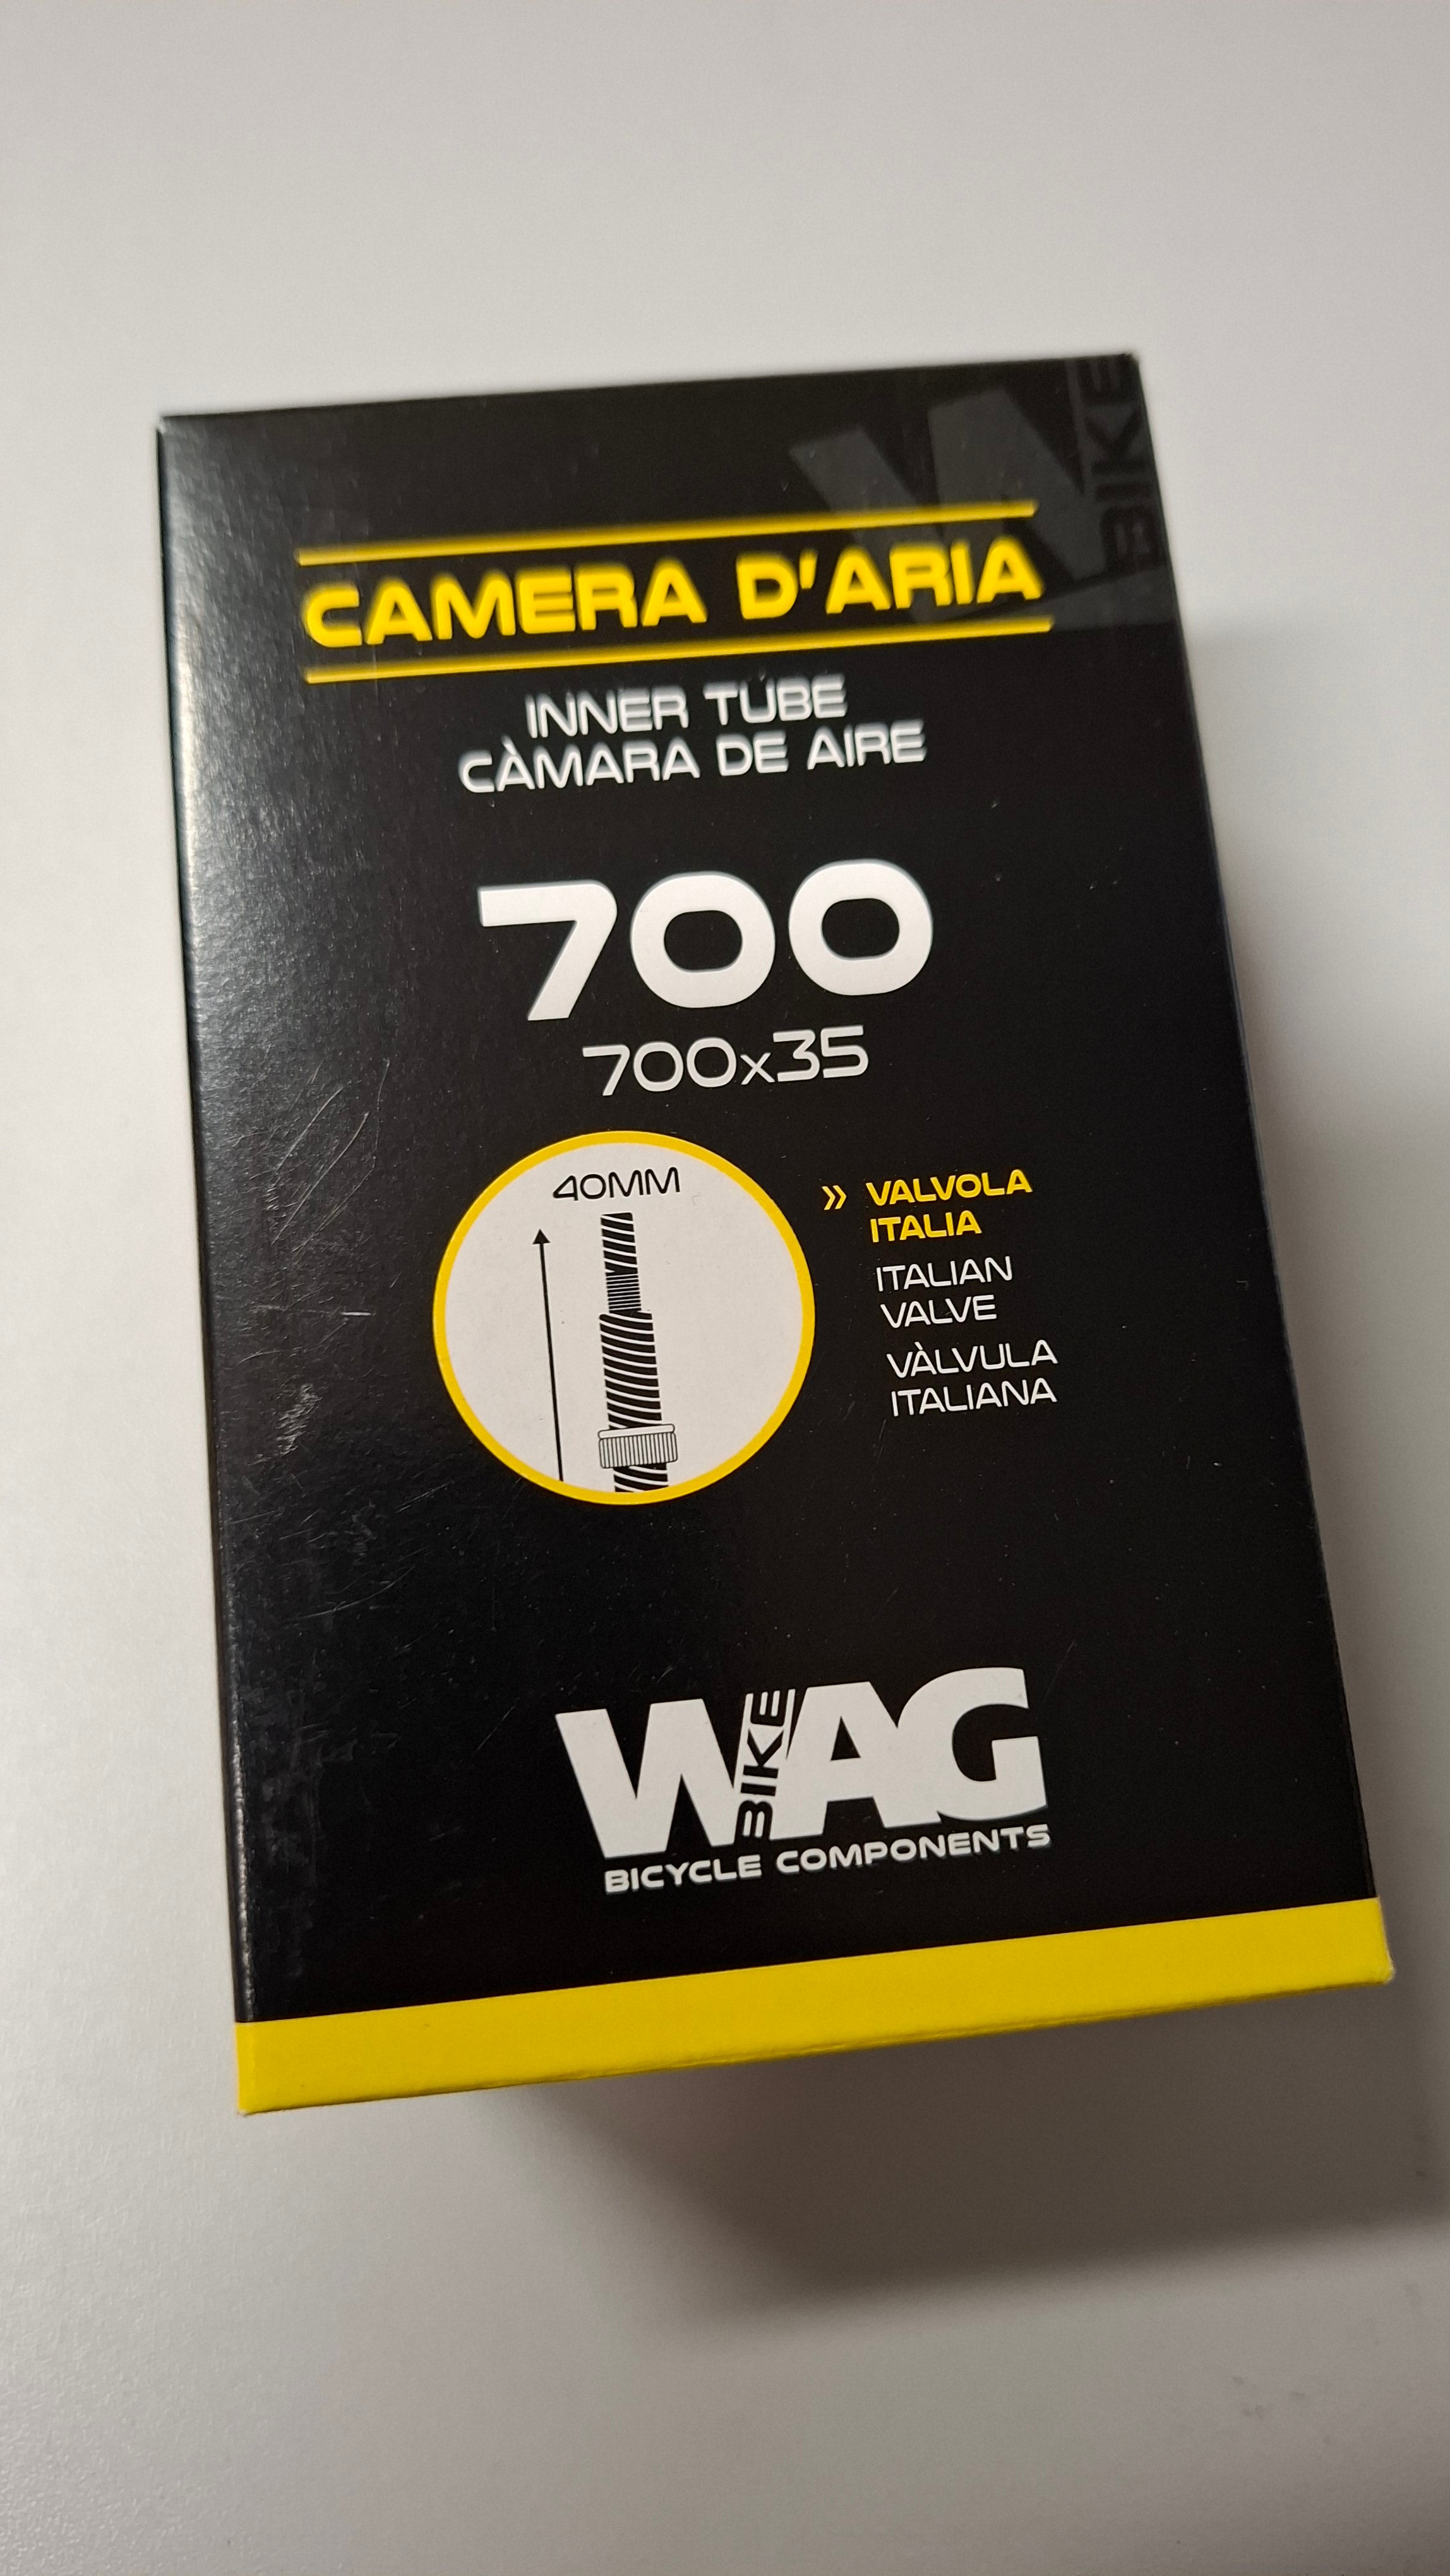 CAMERA D'ARIA
INNER TUBE
CÀMARA DE AIRE
700
700x35
40MM
» VALVOLA
ITALIA
ITALIAN
VALVE
VÀLVULA
ITALIANA
WAG
BIKE
BICYCLE COMPONENTS
W BIKE